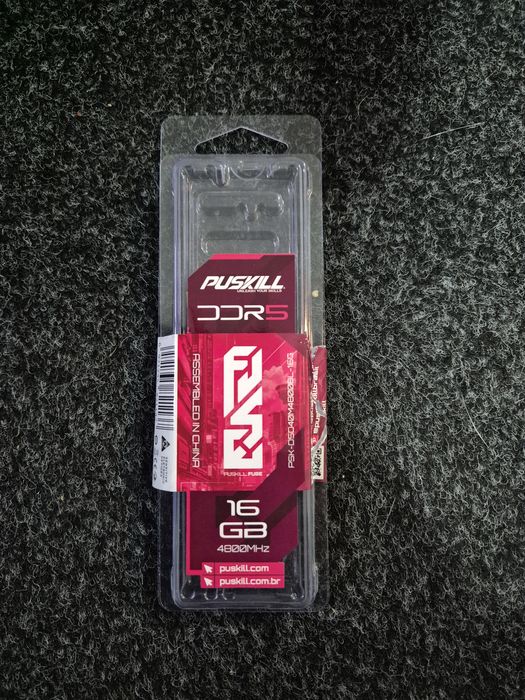 PUSKILL
UNLEASH YOUR SKILLS
DDR5
ASSEMBLED IN CHINA
PUSKILL FUSE
16
GB
4800MHz
puskill.com
puskill.com.br